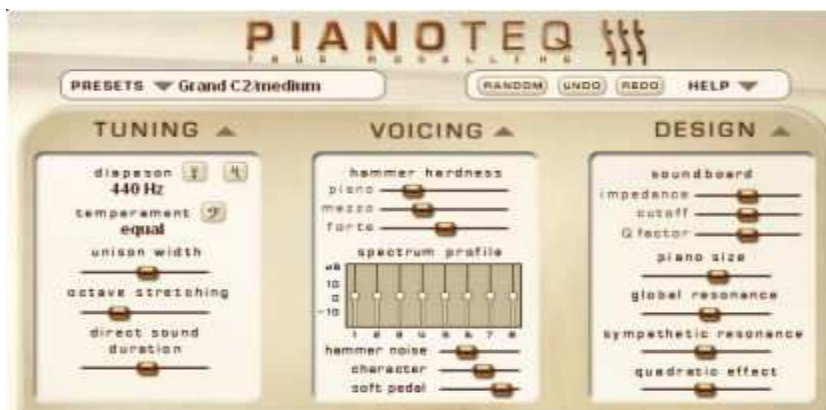 PIANOTEQ
TRUE MODELLING
PRESETS Grand C2/medium
RANDOM UNDO REDO HELP
TUNING
diapason
440 Hz
temperament
equal
unison width
octave stretching
direct sound
duration
VOICING
hammer hardness
piano
mezzo
forte
spectrum profile
dB
10
0
-10
1 2 3 4 5 6 7 8
hammer noise
character
soft pedal
DESIGN
soundboard
impedance
cutoff
Q factor
piano size
global resonance
sympathetic resonance
quadratic effect